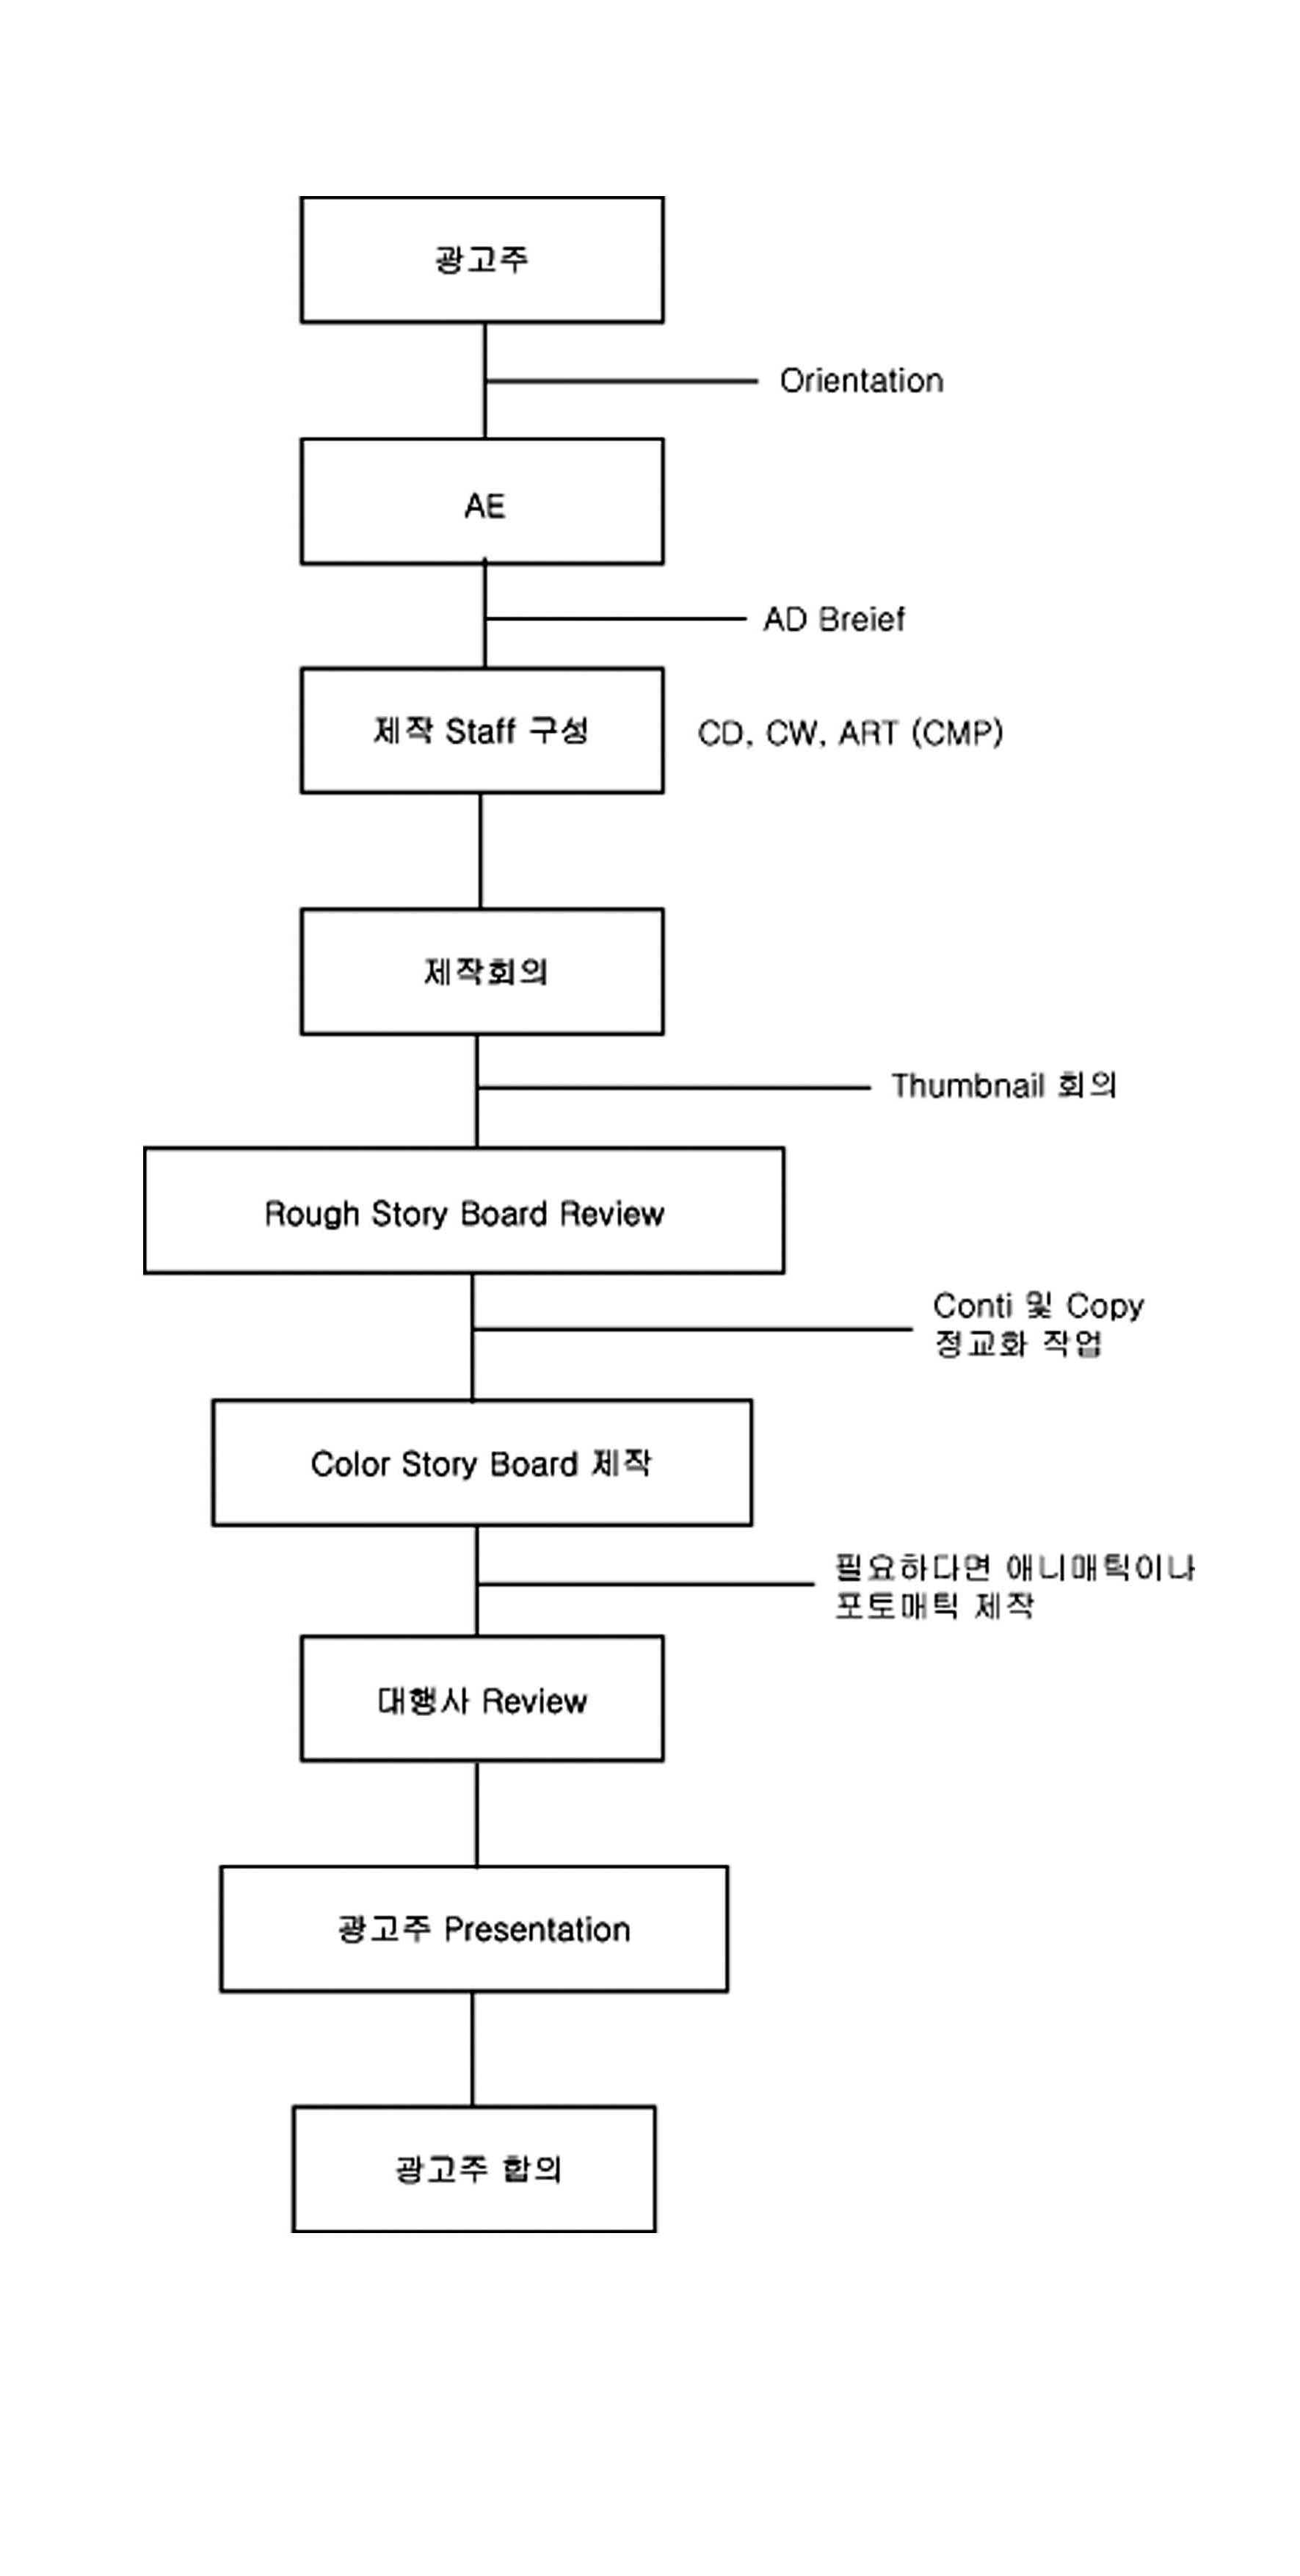 광고주
Orientation
AE
AD Breief
제작 Staff 구성
CD, CW, ART (CMP)
제작회의
Thumbnail 회의
Rough Story Board Review
Conti 및 Copy
정교화 작업
Color Story Board 제작
필요하다면 애니매틱이나
포토매틱 제작
대행사 Review
광고주 Presentation
광고주 합의